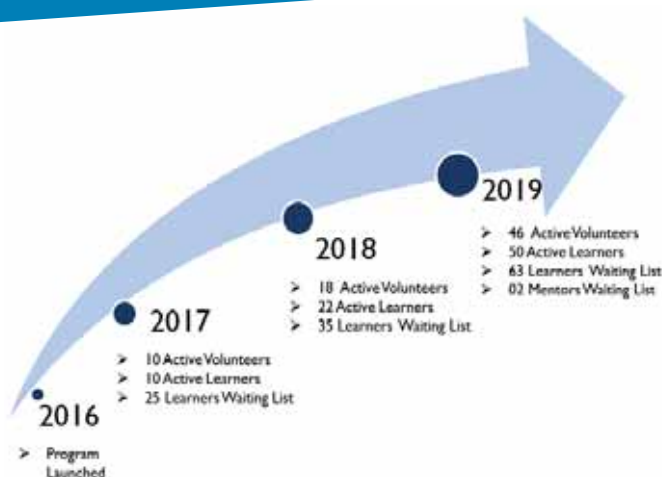 2016
➢ Program
Launched
2017
➢ 10 Active Volunteers
➢ 10 Active Learners
➢ 25 Learners Waiting List
2018
➢ 18 Active Volunteers
➢ 22 Active Learners
➢ 35 Learners Waiting List
2019
➢ 46 Active Volunteers
➢ 50 Active Learners
➢ 63 Learners Waiting List
➢ 02 Mentors Waiting List